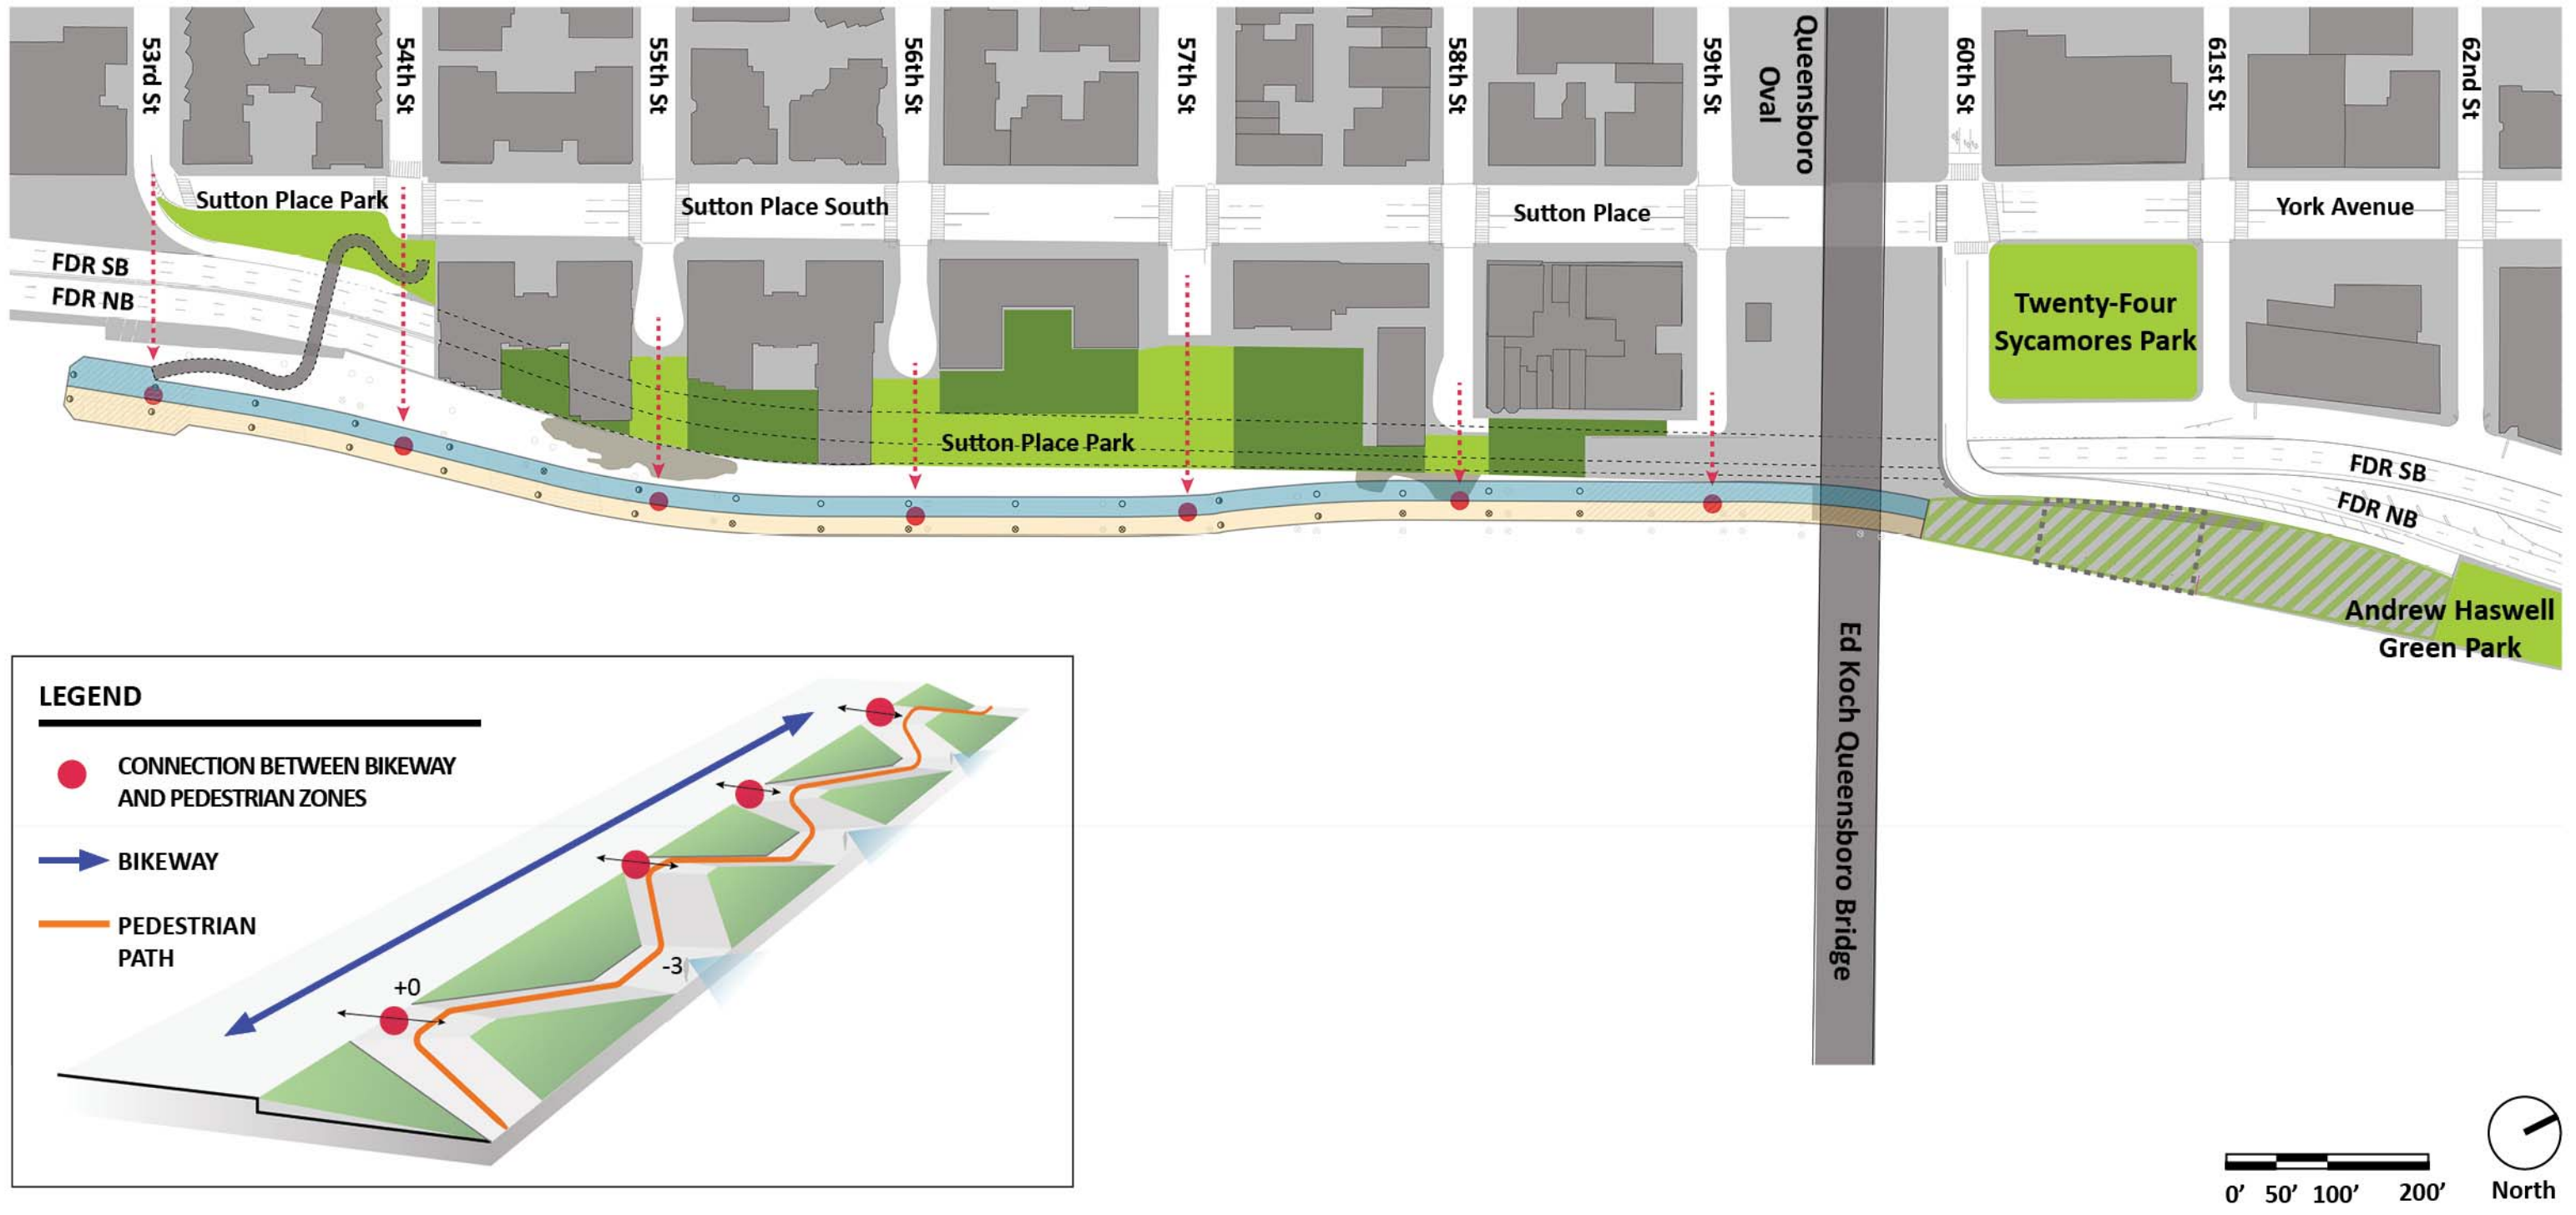 53rd St
54th St
55th St
56th St
57th St
58th St
59th St
Queensboro
Oval
60th St
61st St
62nd St
Sutton Place Park
Sutton Place South
Sutton Place
York Avenue
FDR SB
FDR NB
Twenty-Four
Sycamores Park
Sutton Place Park
FDR SB
FDR NB
Andrew Haswell
Green Park
Ed Koch Queensboro Bridge
LEGEND
CONNECTION BETWEEN BIKEWAY
AND PEDESTRIAN ZONES
BIKEWAY
PEDESTRIAN
PATH
+0
-3
0' 50' 100' 200'
North